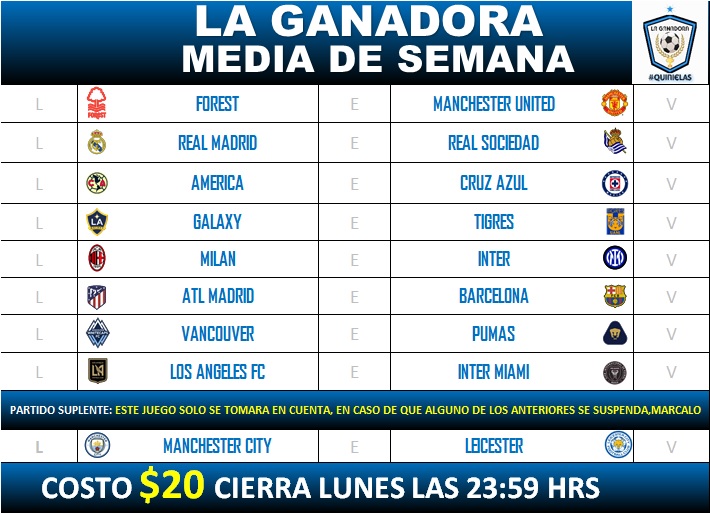 LA GANADORA
MEDIA DE SEMANA
LA GANADORA
#QUINIELAS
L FOREST E MANCHESTER UNITED V
L REAL MADRID E REAL SOCIEDAD V
L AMERICA E CRUZ AZUL V
L GALAXY E TIGRES V
L MILAN E INTER V
L ATL MADRID E BARCELONA V
L VANCOUVER E PUMAS V
L LOS ANGELES FC E INTER MIAMI V
PARTIDO SUPLENTE: ESTE JUEGO SOLO SE TOMARA EN CUENTA, EN CASO DE QUE ALGUNO DE LOS ANTERIORES SE SUSPENDA,MARCALO
L MANCHESTER CITY E LEICESTER V
COSTO $20 CIERRA LUNES LAS 23:59 HRS